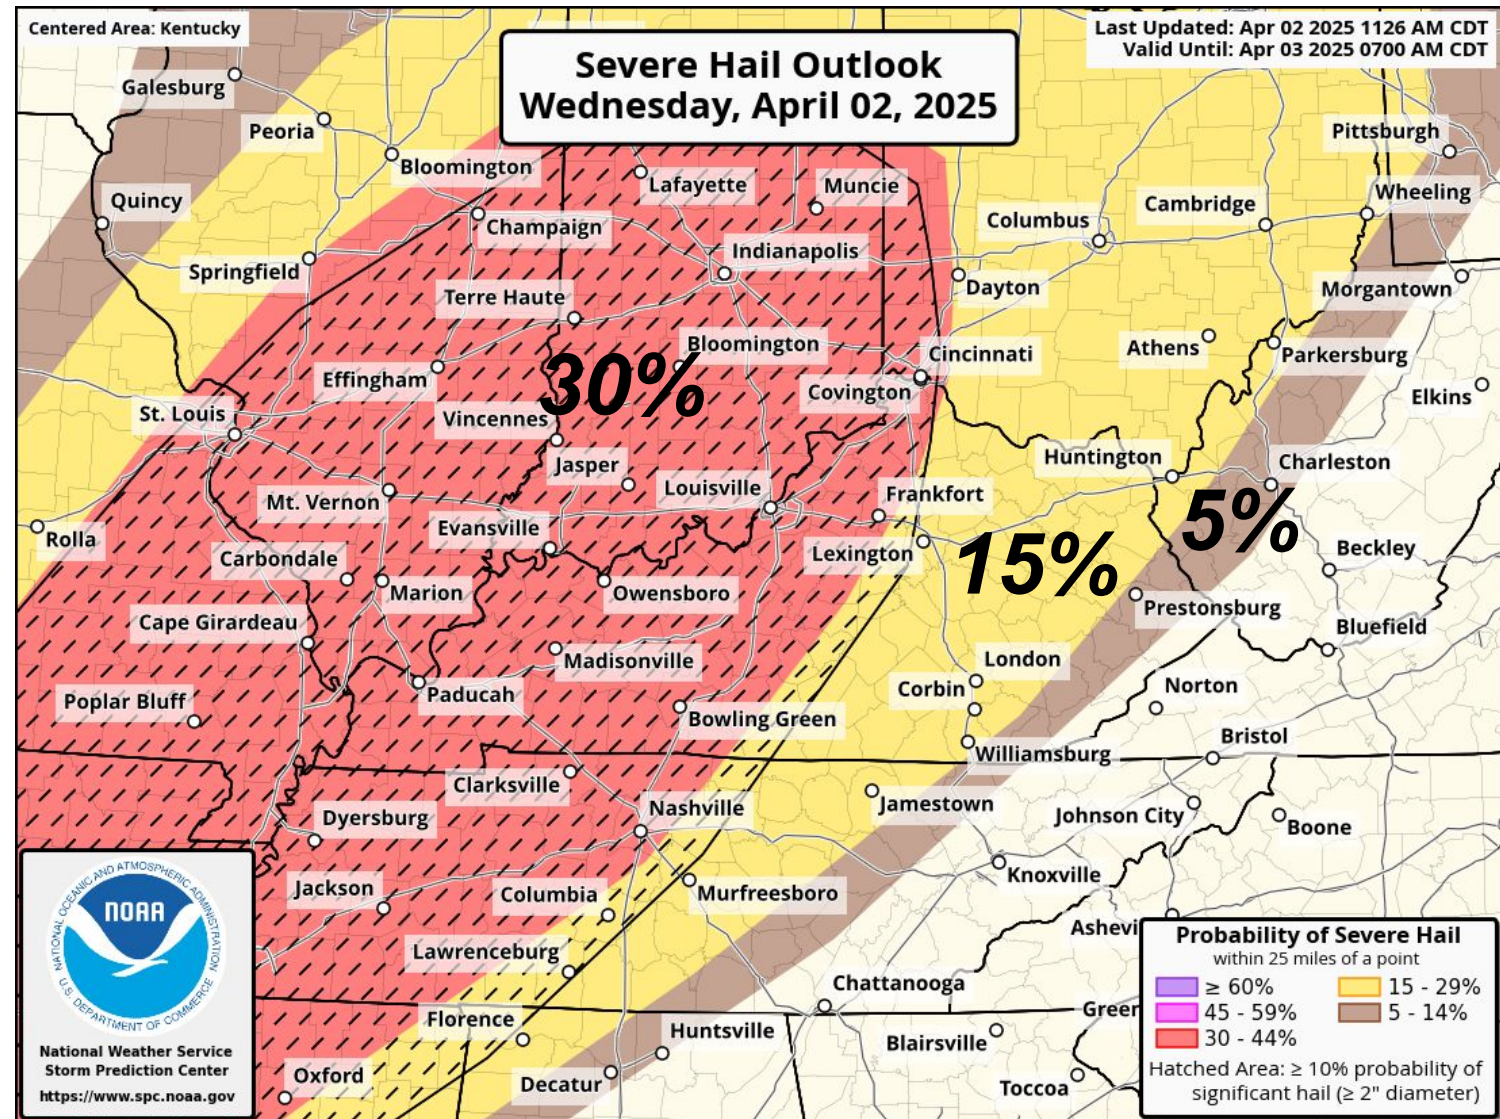 Centered Area: Kentucky
Last Updated: Apr 02 2025 1126 AM CDT
Valid Until: Apr 03 2025 0700 AM CDT
Severe Hail Outlook
Wednesday, April 02, 2025
Galesburg
Peoria
Pittsburgh
Bloomington
Lafayette
Muncie
Wheeling
Quincy
Cambridge
Columbus
Champaign
Indianapolis
Springfield
Dayton
Morgantown
Terre Haute
Bloomington
Cincinnati
Athens
Parkersburg
Effingham
30%
Covington
Elkins
St. Louis
Vincennes
Jasper
Huntington
Charleston
Louisville
Frankfort
Mt. Vernon
5%
Evansville
Rolla
Lexington
Beckley
Carbondale
15%
Marion
Owensboro
Prestonsburg
Cape Girardeau
Bluefield
Madisonville
London
Corbin
Norton
Poplar Bluff
Paducah
Bowling Green
Bristol
Williamsburg
Clarksville
Nashville
Jamestown
Dyersburg
Johnson City
Boone
Knoxville
Jackson
Columbia
Murfreesboro
Ashevi
Lawrenceburg
Chattanooga
Florence
Huntsville
Greer
Blairsville
Oxford
Decatur
Toccoa
NATIONAL OCEANIC AND ATMOSPHERIC ADMINISTRATION
NOAA
U.S. DEPARTMENT OF COMMERCE
National Weather Service
Storm Prediction Center
https://www.spc.noaa.gov
Probability of Severe Hail
within 25 miles of a point
≥ 60%
15 - 29%
45 - 59%
5 - 14%
30 - 44%
Hatched Area: ≥ 10% probability of
significant hail (≥ 2" diameter)